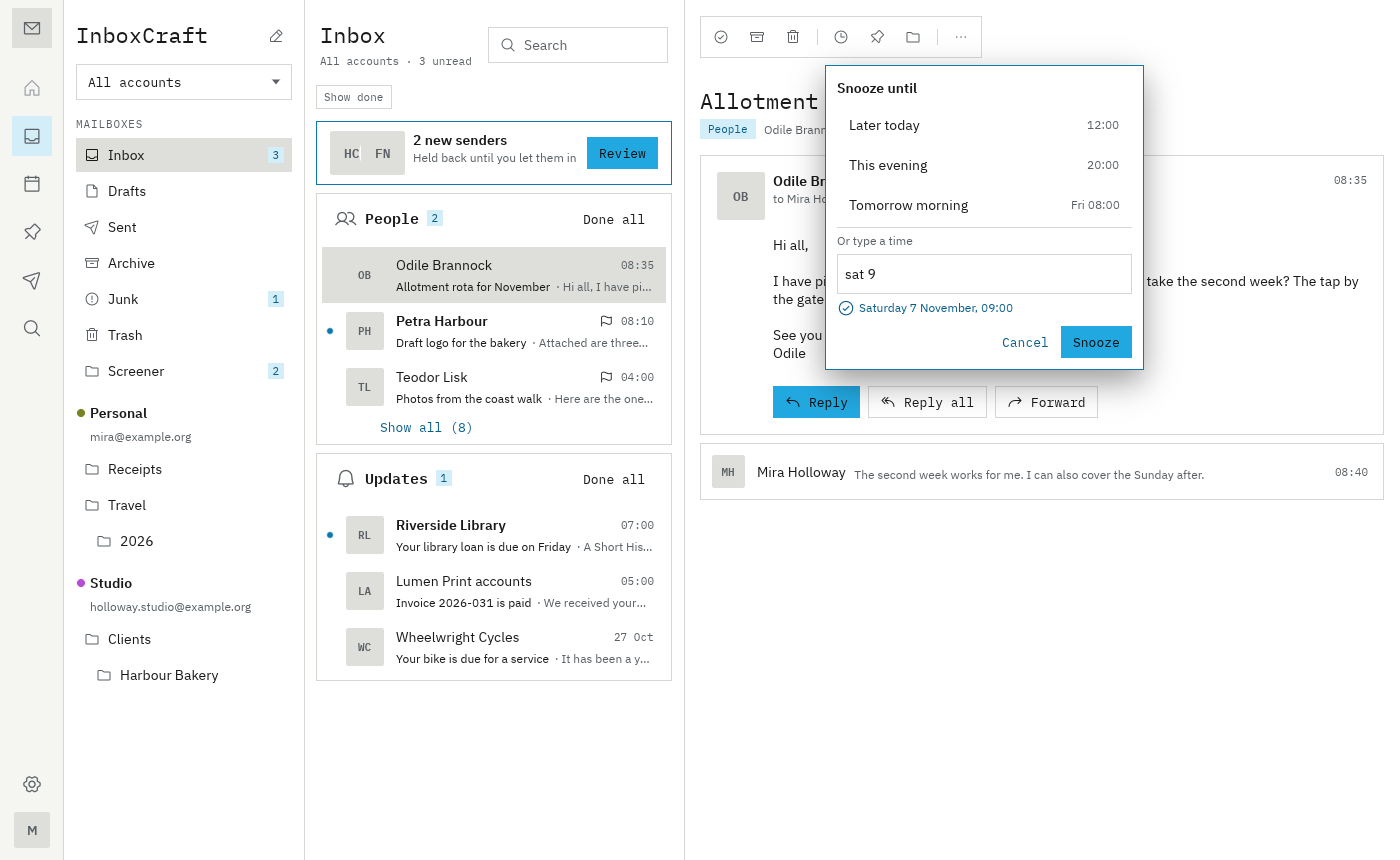 InboxCraft
All accounts
MAILBOXES
Inbox 3
Drafts
Sent
Archive
Junk 1
Trash
Screener 2
Personal
mira@example.org
Receipts
Travel
2026
Studio
holloway.studio@example.org
Clients
Harbour Bakery
M
Inbox
All accounts · 3 unread
Search
Show done
HC FN
2 new senders
Held back until you let them in
Review
People 2 Done all
OB
Odile Brannock 08:35
Allotment rota for November · Hi all, I have pi…
PH
Petra Harbour 08:10
Draft logo for the bakery · Attached are three…
TL
Teodor Lisk 04:00
Photos from the coast walk · Here are the one…
Show all (8)
Updates 1 Done all
RL
Riverside Library 07:00
Your library loan is due on Friday · A Short His…
LA
Lumen Print accounts 05:00
Invoice 2026-031 is paid · We received your…
WC
Wheelwright Cycles 27 Oct
Your bike is due for a service · It has been a y…
Allotment
People Odile Brann
OB
Odile Br 08:35
to Mira Ho
Hi all,
I have pi take the second week? The tap by
the gate
See you
Odile
Snooze until
Later today 12:00
This evening 20:00
Tomorrow morning Fri 08:00
Or type a time
sat 9
Saturday 7 November, 09:00
Cancel Snooze
Reply Reply all Forward
MH
Mira Holloway The second week works for me. I can also cover the Sunday after. 08:40